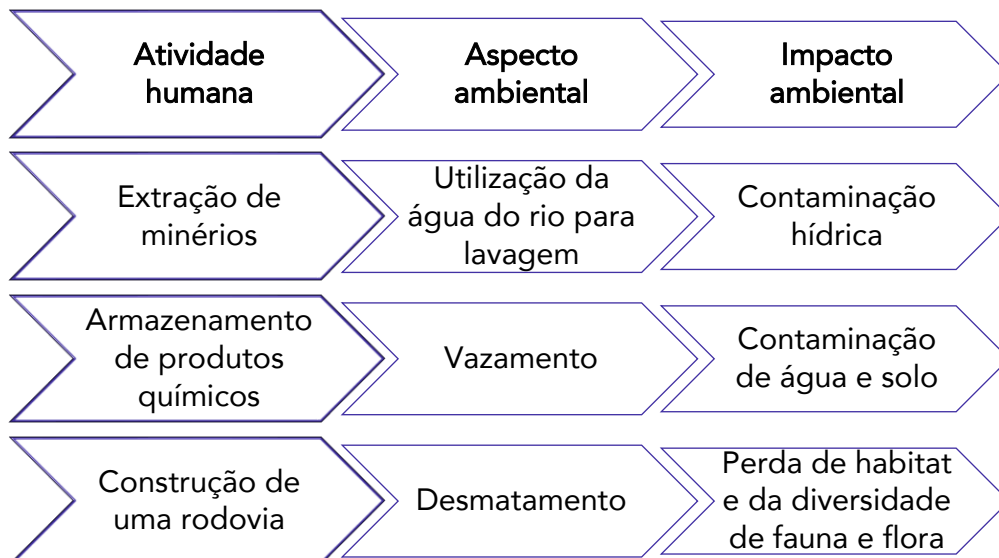 Atividade
humana
Aspecto
ambiental
Impacto
ambiental
Extração de
minérios
Utilização da
água do rio para
lavagem
Contaminação
hídrica
Armazenamento
de produtos
químicos
Vazamento
Contaminação
de água e solo
Construção de
uma rodovia
Desmatamento
Perda de habitat
e da diversidade
de fauna e flora